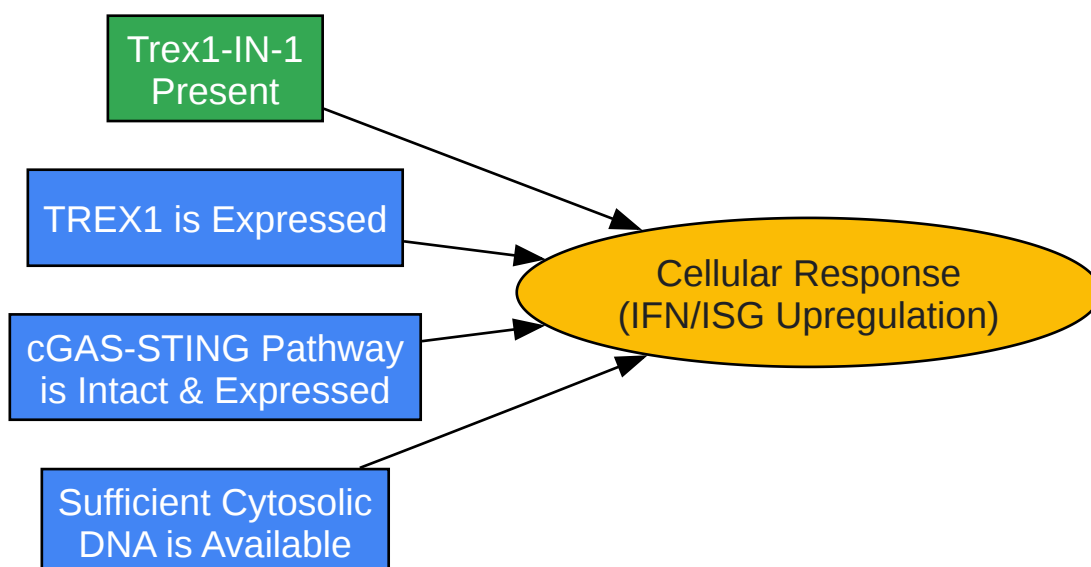 Trex1-IN-1
Present
TREX1 is Expressed
cGAS-STING Pathway
is Intact & Expressed
Sufficient Cytosolic
DNA is Available
Cellular Response
(IFN/ISG Upregulation)